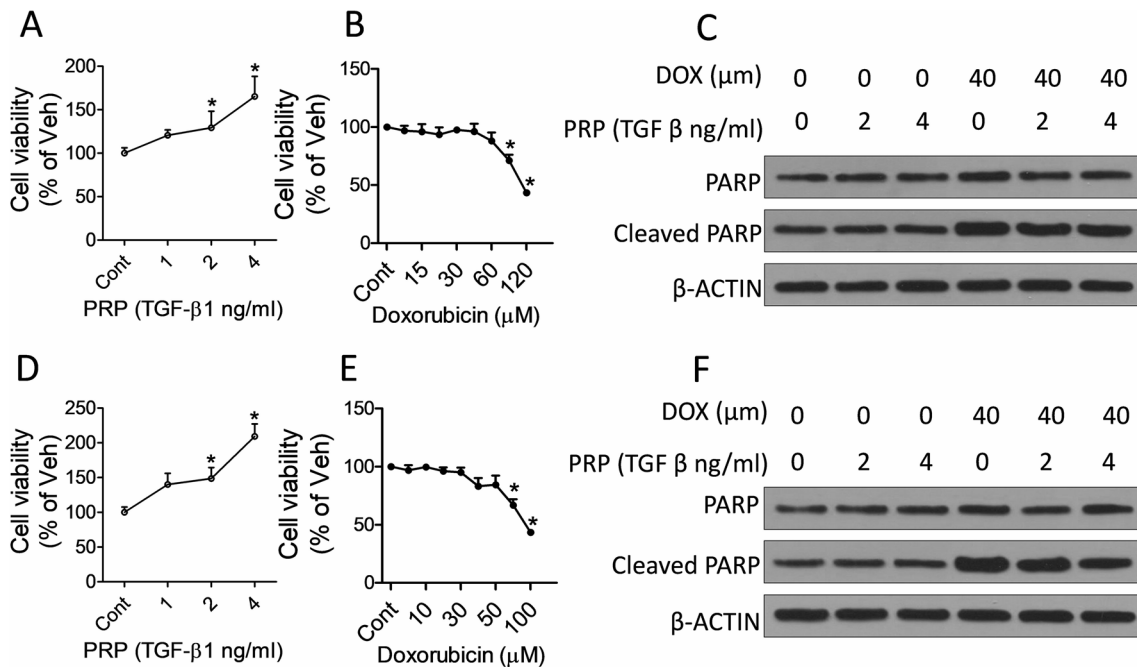 A
Cell viability
(% of Veh)
200
150
100
50
0
*
*
Cont
1
2
4
PRP (TGF-β1 ng/ml)
B
Cell viability
(% of Veh)
150
100
50
0
*
*
Cont
15
30
60
120
Doxorubicin (μM)
C
DOX (μm) 0 0 0 40 40 40
PRP (TGF β ng/ml) 0 2 4 0 2 4
PARP
Cleaved PARP
β-ACTIN
D
Cell viability
(% of Veh)
250
200
150
100
50
0
*
*
Cont
1
2
4
PRP (TGF-β1 ng/ml)
E
Cell viability
(% of Veh)
150
100
50
0
*
*
Cont
10
30
50
100
Doxorubicin (μM)
F
DOX (μm) 0 0 0 40 40 40
PRP (TGF β ng/ml) 0 2 4 0 2 4
PARP
Cleaved PARP
β-ACTIN